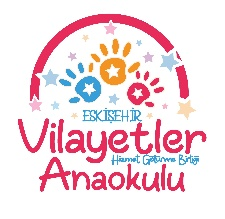 ESKİŞEHİR
Vilayetler
Hizmet Götürme Birliği
Anaokulu